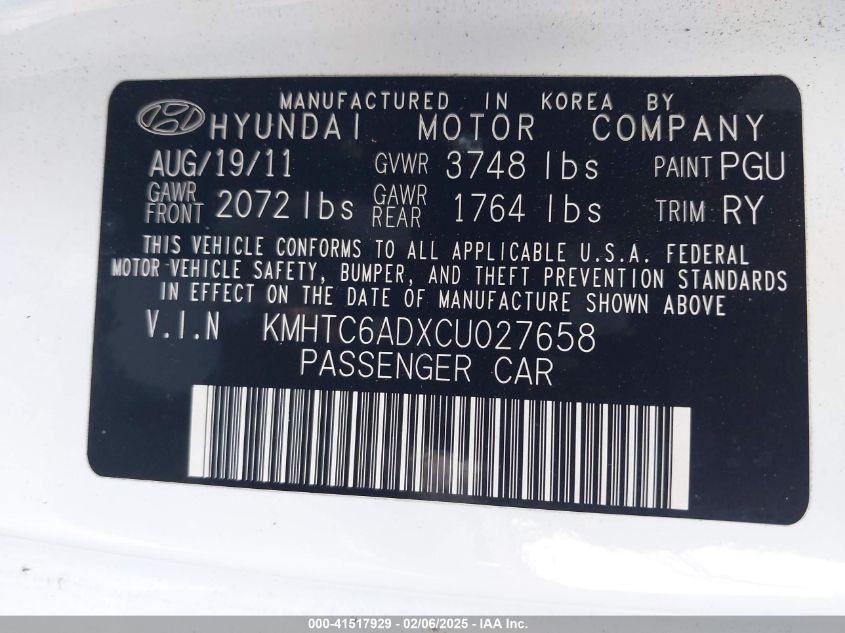 MANUFACTURED IN KOREA BY
HYUNDAI MOTOR COMPANY
AUG/19/11 GVWR 3748 lbs PAINT PGU
GAWR FRONT 2072 lbs GAWR REAR 1764 lbs TRIM RY
THIS VEHICLE CONFORMS TO ALL APPLICABLE U.S.A. FEDERAL
MOTOR VEHICLE SAFETY, BUMPER, AND THEFT PREVENTION STANDARDS
IN EFFECT ON THE DATE OF MANUFACTURE SHOWN ABOVE
V.I.N KMHTC6ADXCU027658
PASSENGER CAR
000-41517929 - 02/06/2025 - IAA Inc.